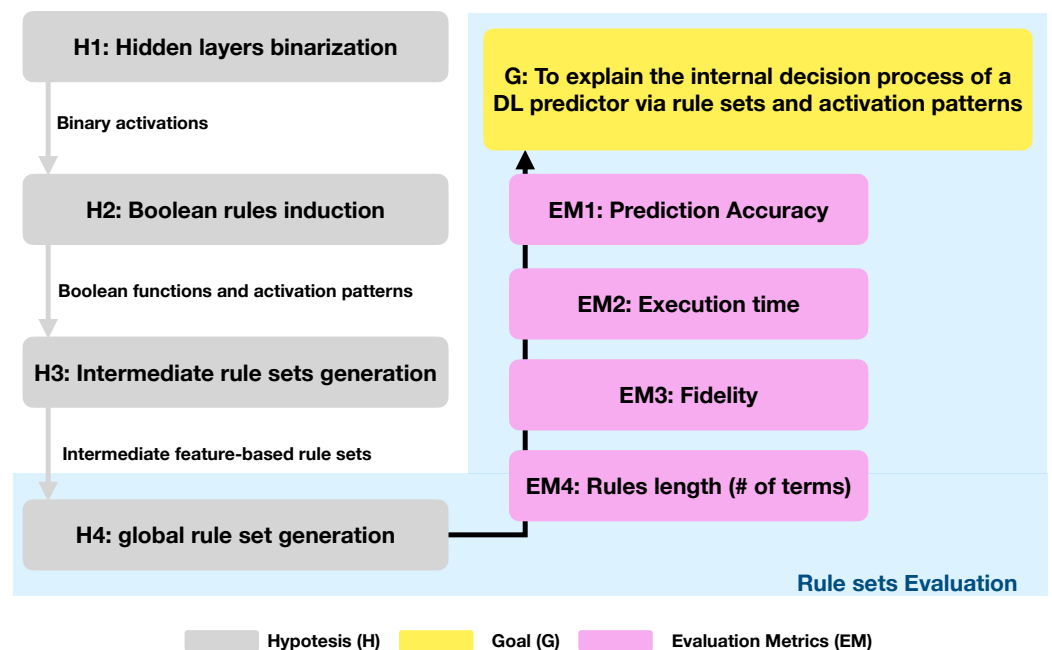 H1: Hidden layers binarization
Binary activations
H2: Boolean rules induction
Boolean functions and activation patterns
H3: Intermediate rule sets generation
Intermediate feature-based rule sets
H4: global rule set generation
G: To explain the internal decision process of a
DL predictor via rule sets and activation patterns
EM1: Prediction Accuracy
EM2: Execution time
EM3: Fidelity
EM4: Rules length (# of terms)
Rule sets Evaluation
Hypotesis (H)
Goal (G)
Evaluation Metrics (EM)